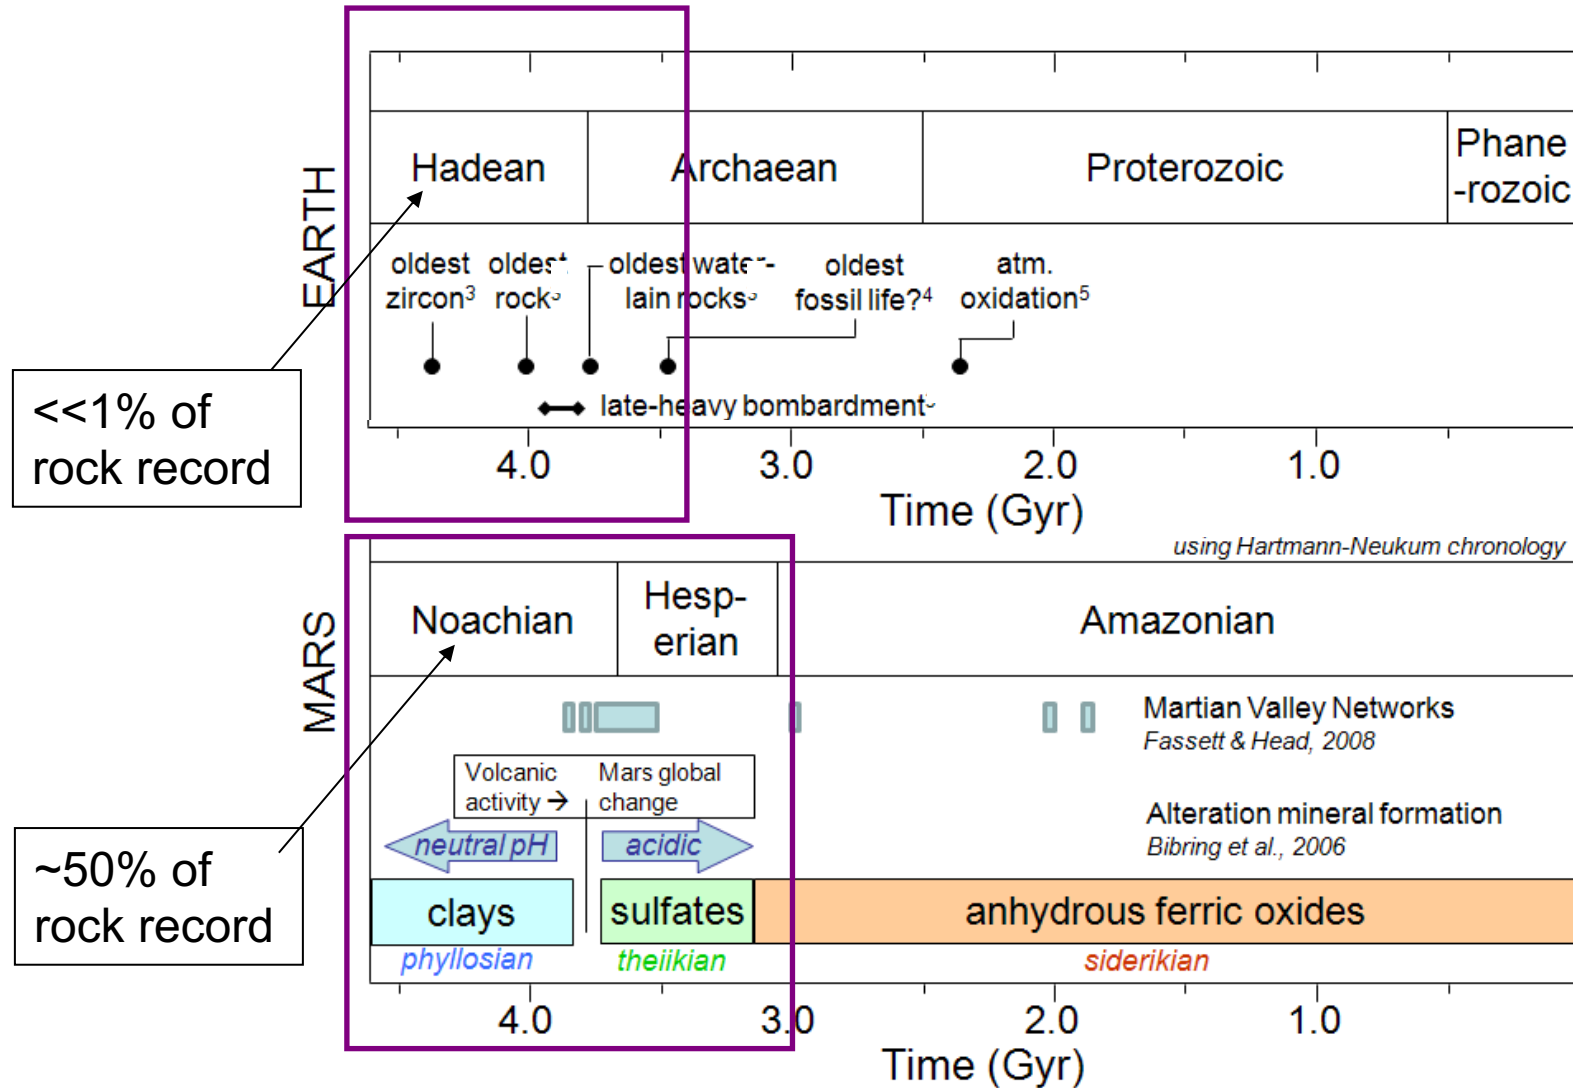 Hadean
Archaean
Proterozoic
Phane
-rozoic
EARTH
oldest
zircon³
oldest
rock³
oldest water-
lain rocks³
oldest
fossil life?⁴
atm.
oxidation⁵
late-heavy bombardment
<<1% of
rock record
4.0
3.0
2.0
1.0
Time (Gyr)
using Hartmann-Neukum chronology
MARS
Noachian
Hesp-
erian
Amazonian
Martian Valley Networks
Fassett & Head, 2008
Volcanic
activity →
Mars global
change
Alteration mineral formation
Bibring et al., 2006
neutral pH
acidic
~50% of
rock record
clays
sulfates
anhydrous ferric oxides
phyllosian
theiikian
siderikian
4.0
3.0
2.0
1.0
Time (Gyr)